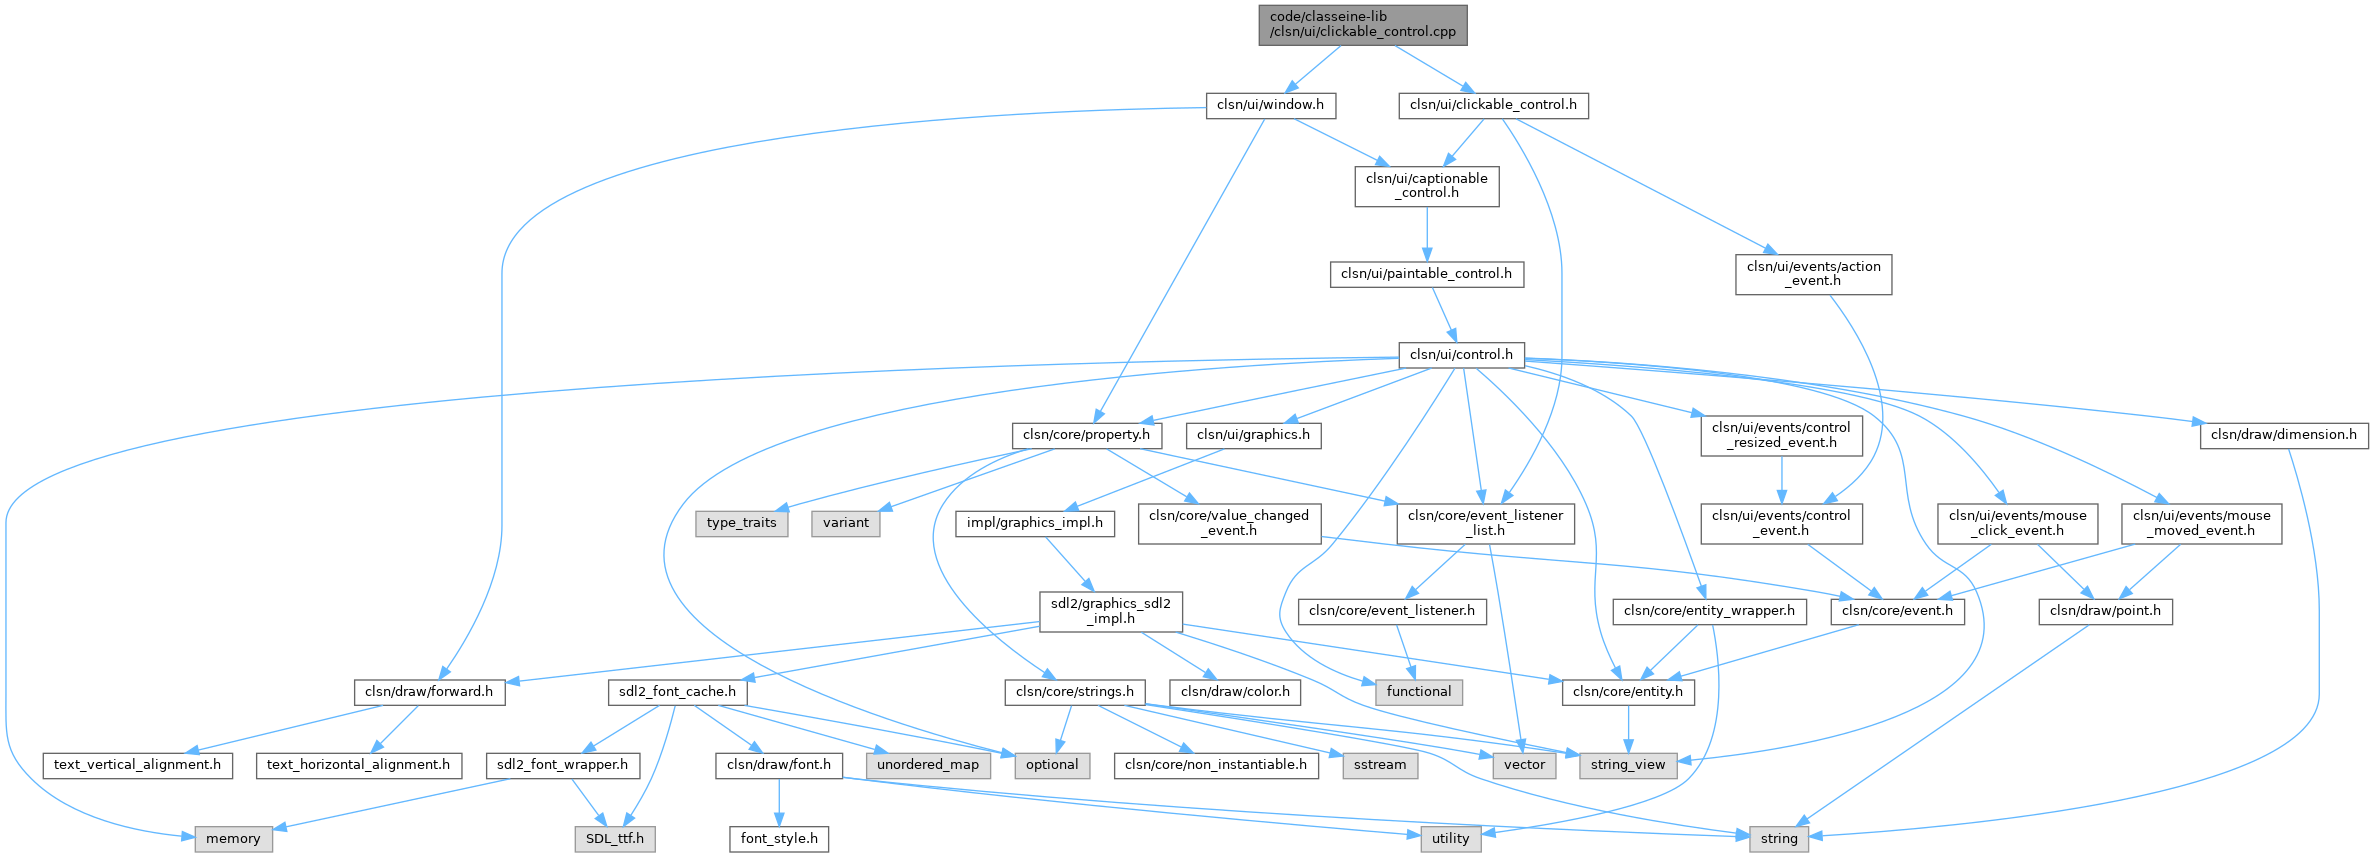 code/classeine-lib
/clsn/ui/clickable_control.cpp
clsn/ui/window.h
clsn/ui/clickable_control.h
clsn/ui/captionable
_control.h
clsn/ui/paintable_control.h
clsn/ui/events/action
_event.h
clsn/ui/control.h
clsn/core/property.h
clsn/ui/graphics.h
clsn/ui/events/control
_resized_event.h
clsn/draw/dimension.h
type_traits
variant
impl/graphics_impl.h
clsn/core/value_changed
_event.h
clsn/core/event_listener
_list.h
clsn/ui/events/control
_event.h
clsn/ui/events/mouse
_click_event.h
clsn/ui/events/mouse
_moved_event.h
sdl2/graphics_sdl2
_impl.h
clsn/core/event_listener.h
clsn/core/entity_wrapper.h
clsn/core/event.h
clsn/draw/point.h
clsn/draw/forward.h
sdl2_font_cache.h
clsn/core/strings.h
clsn/draw/color.h
functional
clsn/core/entity.h
text_vertical_alignment.h
text_horizontal_alignment.h
sdl2_font_wrapper.h
clsn/draw/font.h
unordered_map
optional
clsn/core/non_instantiable.h
sstream
vector
string_view
memory
SDL_ttf.h
font_style.h
utility
string